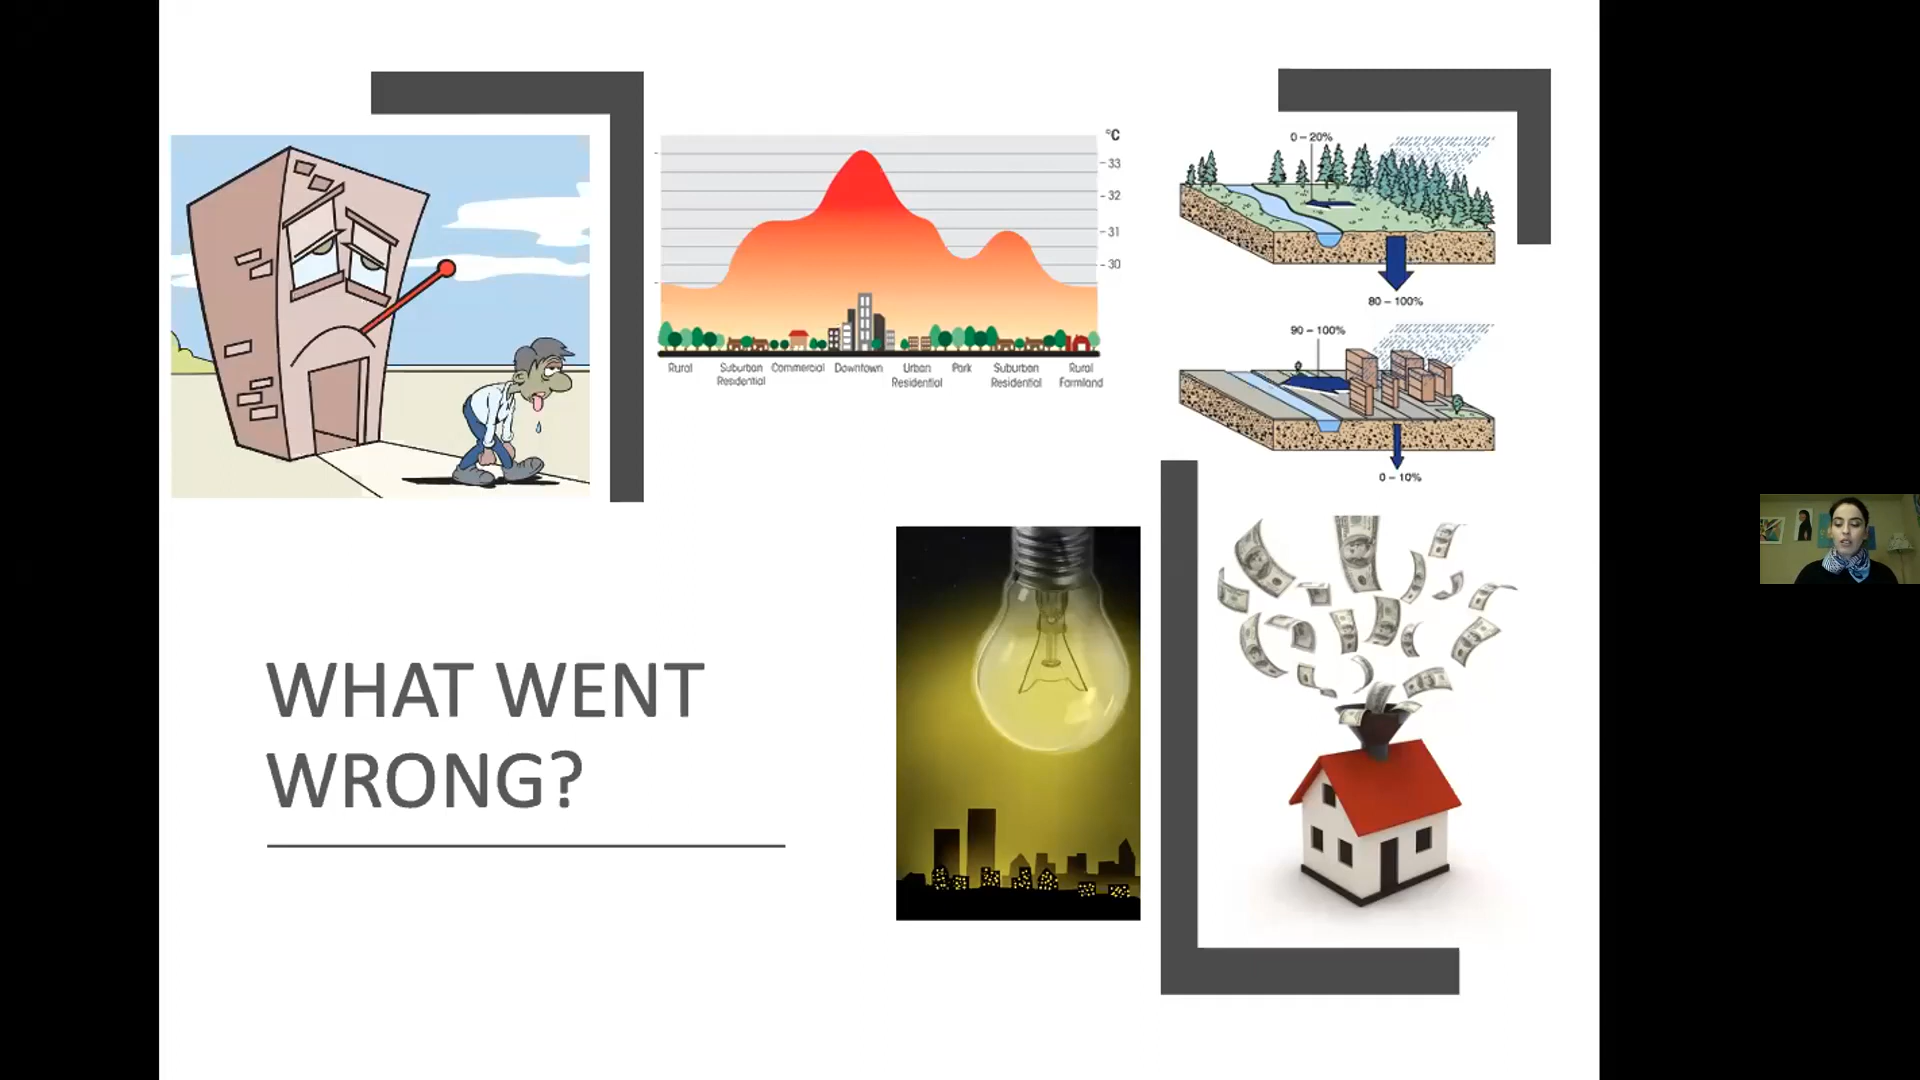 °C
33
32
31
30
Rural
Suburban
Residential
Commercial
Downtown
Urban
Residential
Park
Suburban
Residential
Rural
Farmland
0 – 20%
80 – 100%
90 – 100%
0 – 10%
WHAT WENT
WRONG?